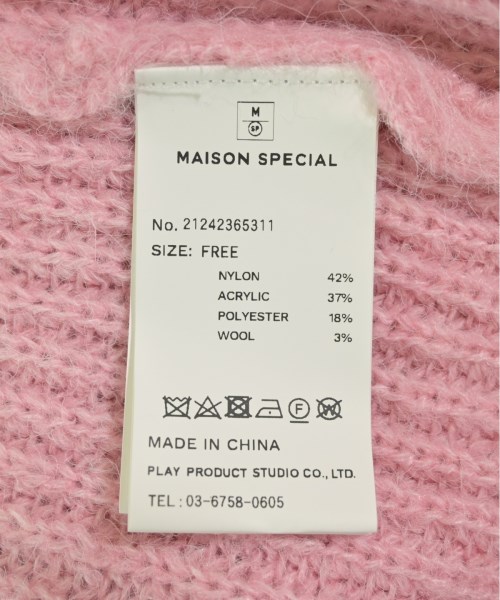 M
SP
MAISON SPECIAL
No. 21242365311
SIZE: FREE
NYLON 42%
ACRYLIC 37%
POLYESTER 18%
WOOL 3%
F W
MADE IN CHINA
PLAY PRODUCT STUDIO CO., LTD.
TEL : 03-6758-0605